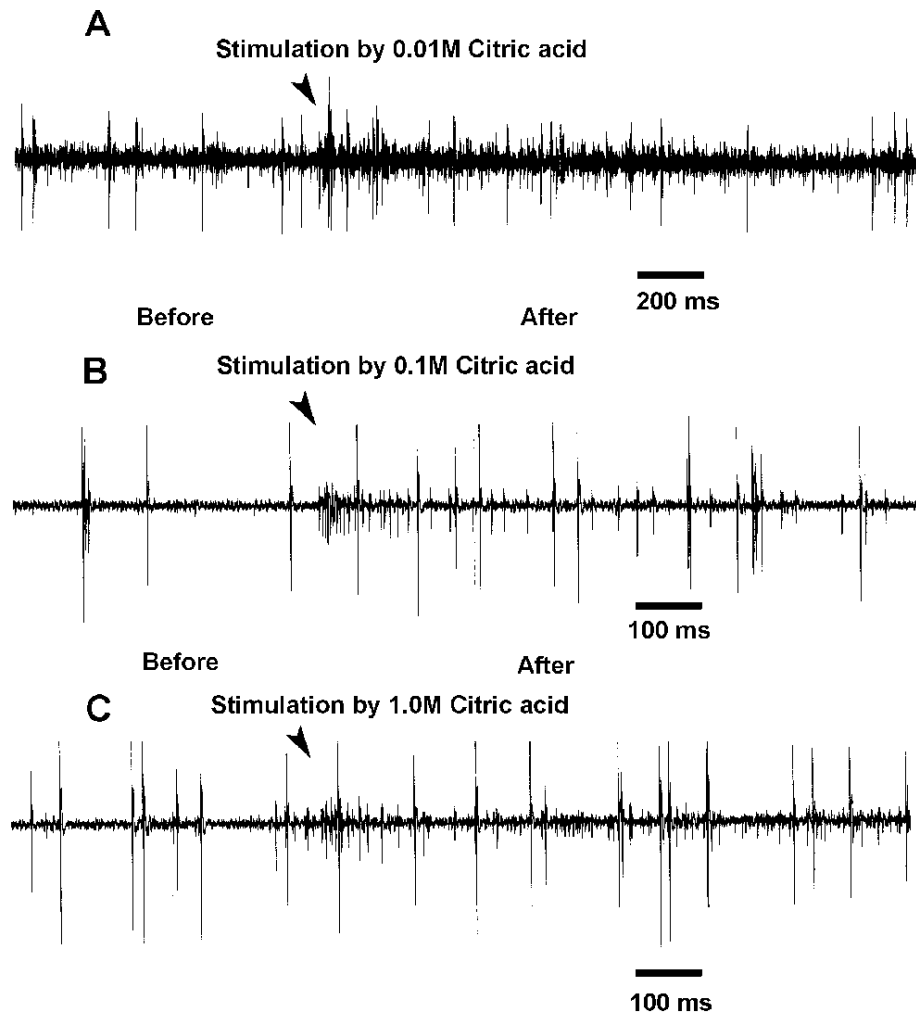 A
Stimulation by 0.01M Citric acid
200 ms
Before After
B
Stimulation by 0.1M Citric acid
100 ms
Before After
C
Stimulation by 1.0M Citric acid
100 ms